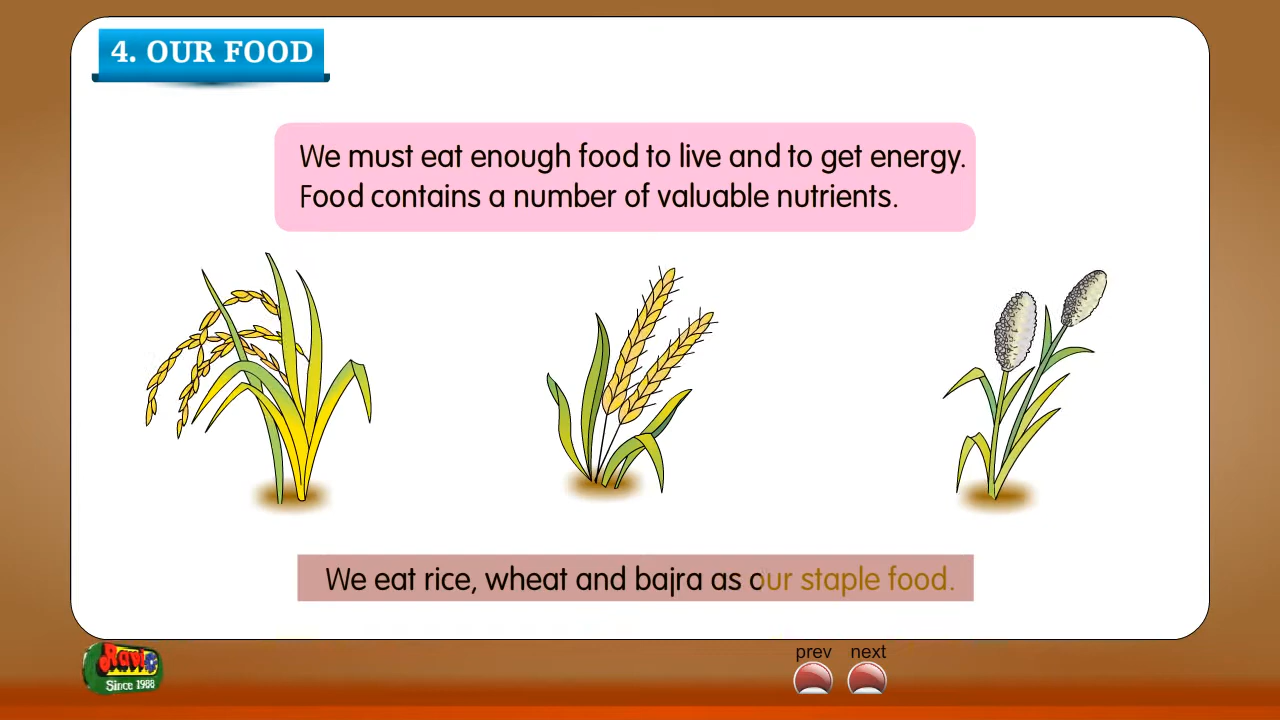 4. OUR FOOD
We must eat enough food to live and to get energy.
Food contains a number of valuable nutrients.
We eat rice, wheat and bajra as our staple food.
prev next
Ravi
Since 1988